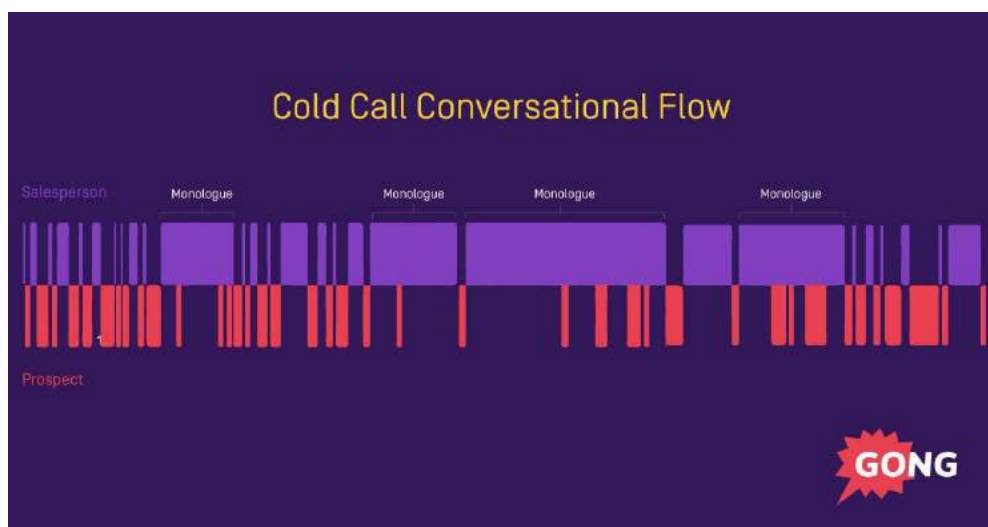 Cold Call Conversational Flow
Salesperson
Monologue
Monologue
Monologue
Monologue
Prospect
GONG